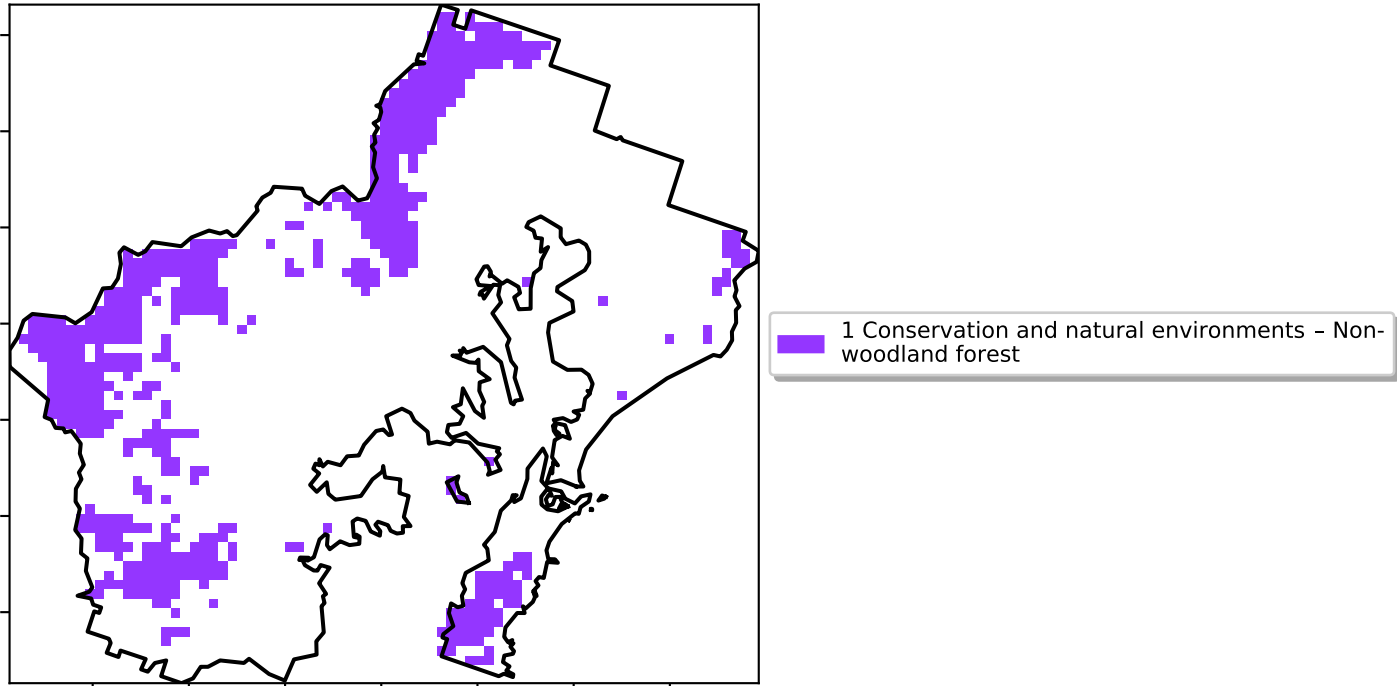 1 Conservation and natural environments – Non-
woodland forest